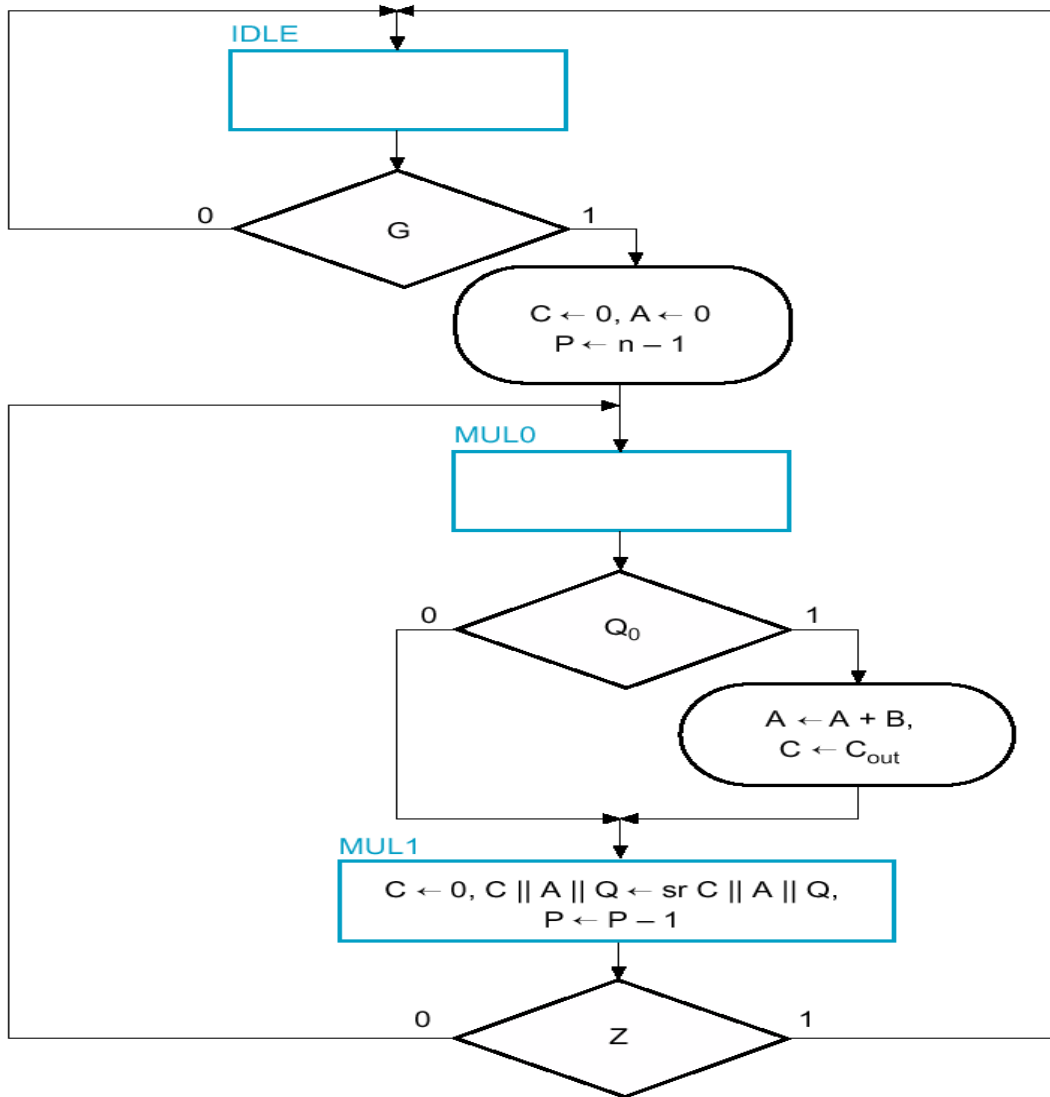 IDLE
G
0
1
C ← 0, A ← 0
P ← n – 1
MUL0
Q₀
0
1
A ← A + B,
C ← Cout
MUL1
C ← 0, C || A || Q ← sr C || A || Q,
P ← P – 1
Z
0
1